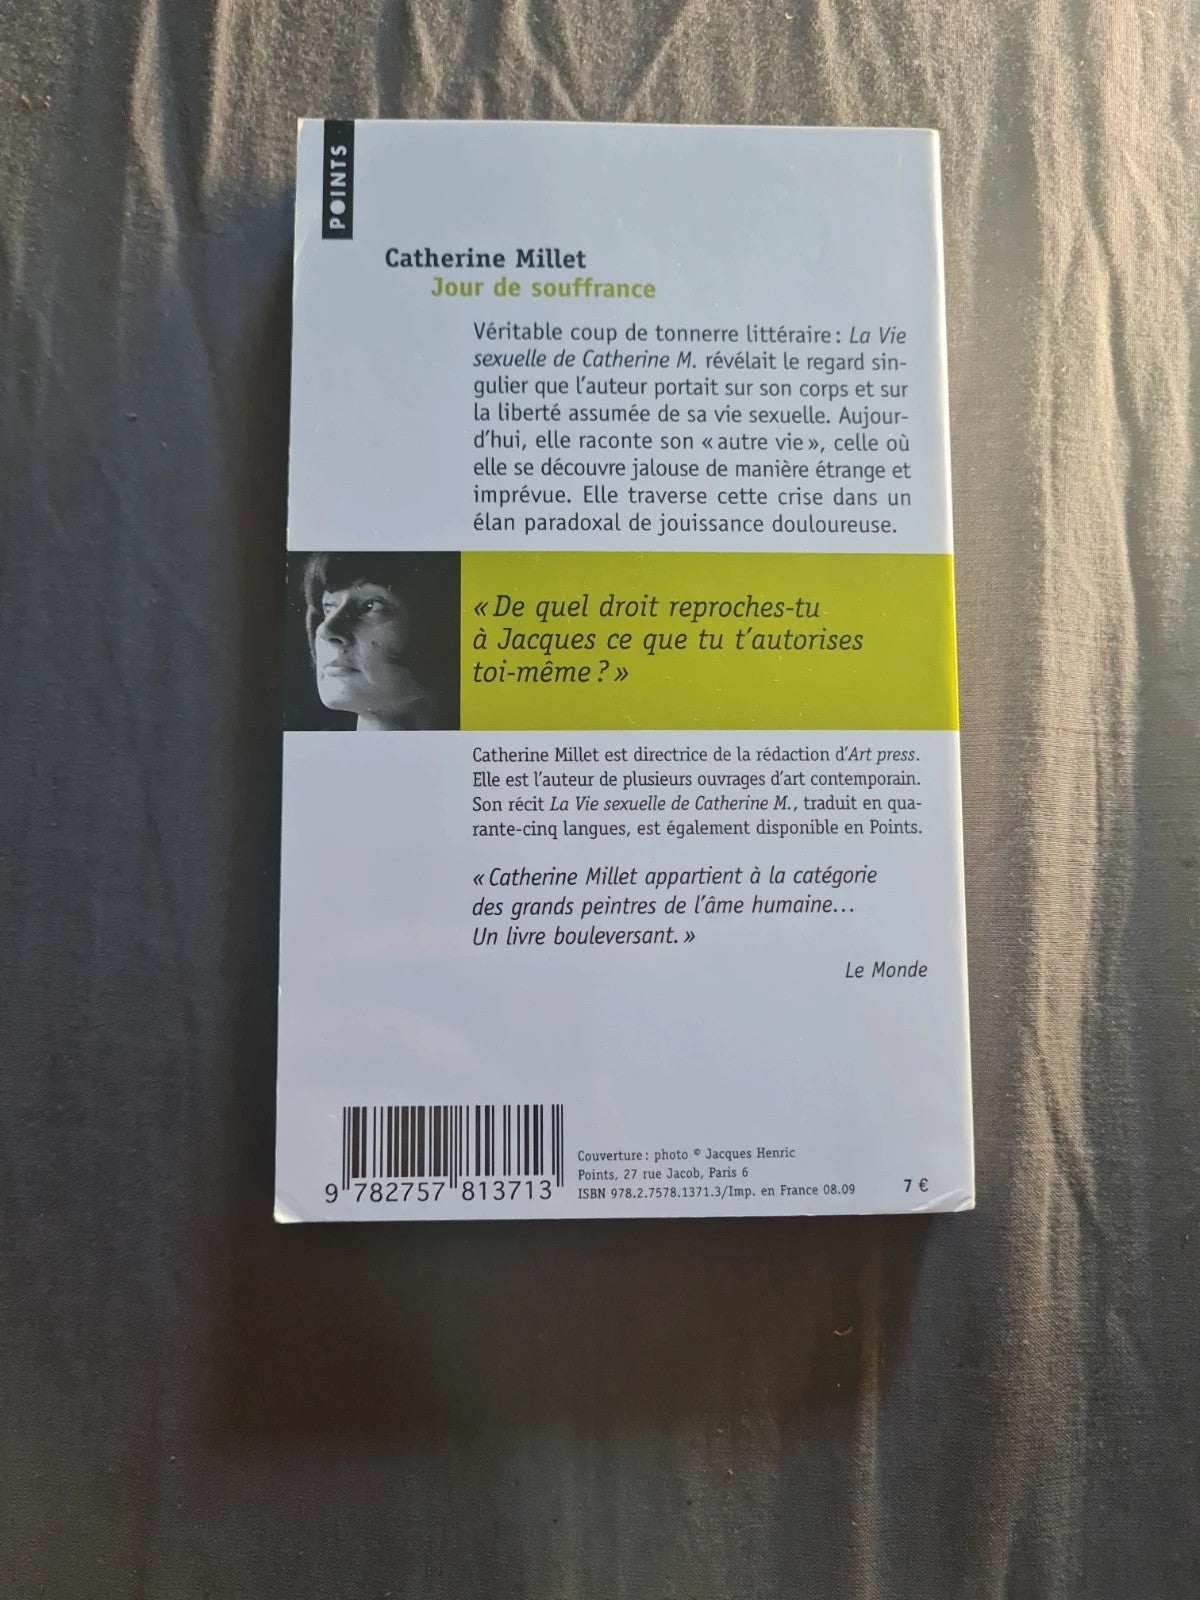 POINTS
Catherine Millet
Jour de souffrance
Véritable coup de tonnerre littéraire : La Vie
sexuelle de Catherine M. révélait le regard sin-
gulier que l'auteur portait sur son corps et sur
la liberté assumée de sa vie sexuelle. Aujour-
d'hui, elle raconte son « autre vie », celle où
elle se découvre jalouse de manière étrange et
imprévue. Elle traverse cette crise dans un
élan paradoxal de jouissance douloureuse.
« De quel droit reproches-tu
à Jacques ce que tu t'autorises
toi-même ? »
Catherine Millet est directrice de la rédaction d'Art press.
Elle est l'auteur de plusieurs ouvrages d'art contemporain.
Son récit La Vie sexuelle de Catherine M., traduit en qua-
rante-cinq langues, est également disponible en Points.
« Catherine Millet appartient à la catégorie
des grands peintres de l'âme humaine...
Un livre bouleversant. »
Le Monde
9 782757 813713
Couverture : photo © Jacques Henric
Points, 27 rue Jacob, Paris 6
ISBN 978.2.7578.1371.3/Imp. en France 08.09
7 €